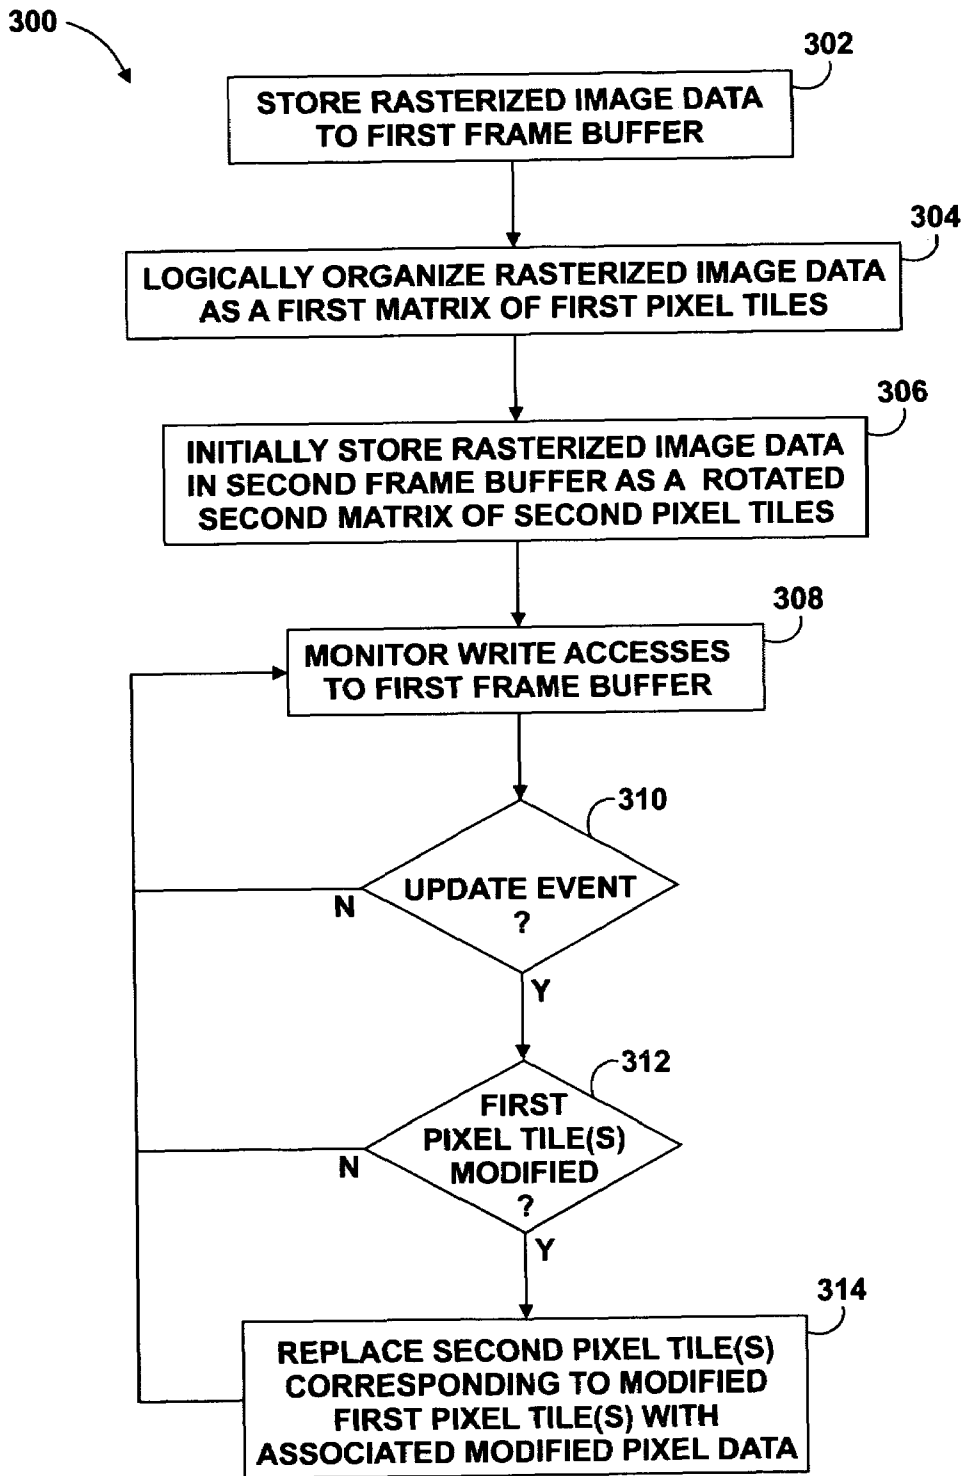 300
302
STORE RASTERIZED IMAGE DATA
TO FIRST FRAME BUFFER
304
LOGICALLY ORGANIZE RASTERIZED IMAGE DATA
AS A FIRST MATRIX OF FIRST PIXEL TILES
306
INITIALLY STORE RASTERIZED IMAGE DATA
IN SECOND FRAME BUFFER AS A ROTATED
SECOND MATRIX OF SECOND PIXEL TILES
308
MONITOR WRITE ACCESSES
TO FIRST FRAME BUFFER
310
UPDATE EVENT
?
N
Y
312
FIRST
PIXEL TILE(S)
MODIFIED
?
N
Y
314
REPLACE SECOND PIXEL TILE(S)
CORRESPONDING TO MODIFIED
FIRST PIXEL TILE(S) WITH
ASSOCIATED MODIFIED PIXEL DATA